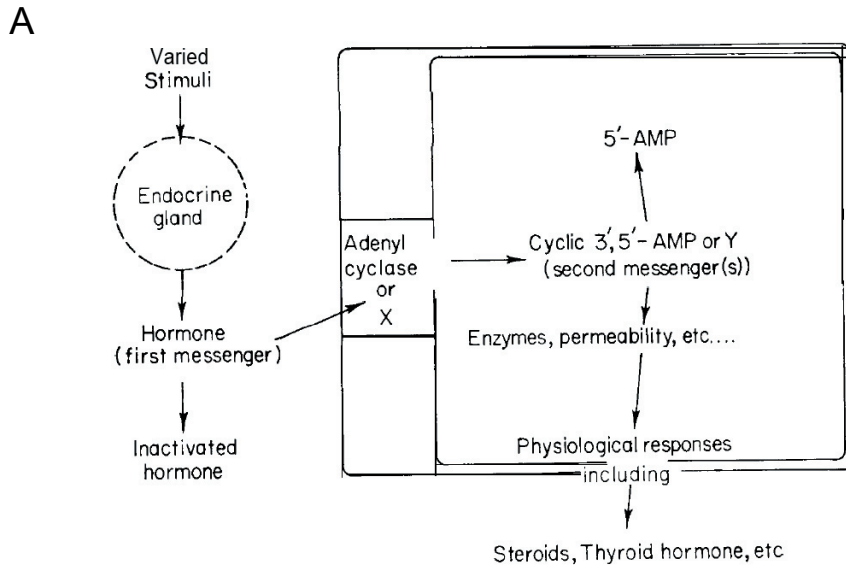 A
Varied
Stimuli
Endocrine
gland
Hormone
(first messenger)
Inactivated
hormone
Adenyl
cyclase
or
X
5′-AMP
Cyclic 3′,5′-AMP or Y
(second messenger(s))
Enzymes, permeability, etc....
Physiological responses
including
Steroids, Thyroid hormone, etc